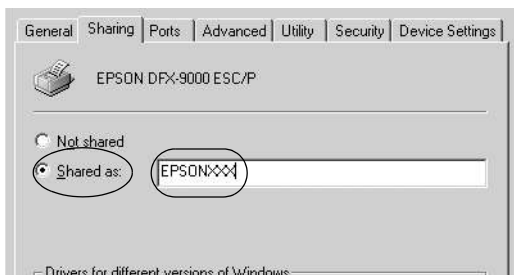 General Sharing Ports Advanced Utility Security Device Settings
EPSON DFX-9000 ESC/P
Not shared
Shared as: EPSONXXX
Drivers for different versions of Windows